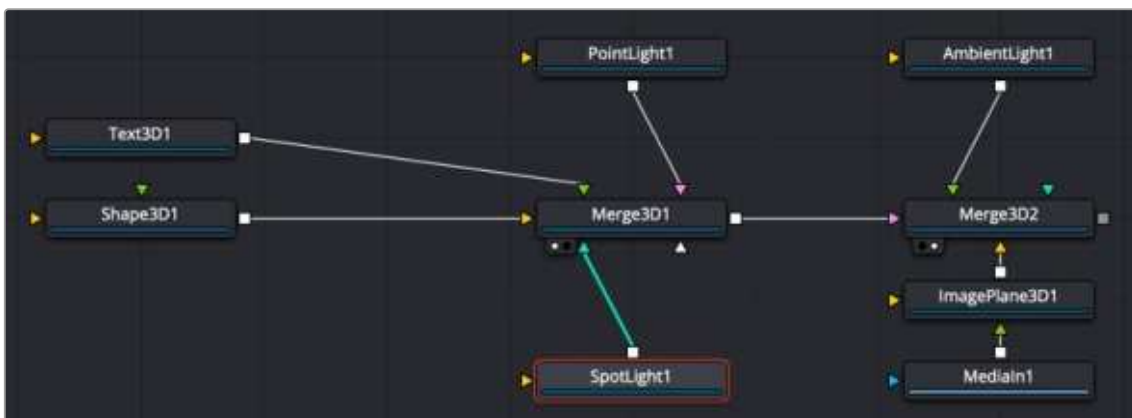 PointLight1
AmbientLight1
Text3D1
Shape3D1
Merge3D1
Merge3D2
ImagePlane3D1
SpotLight1
MediaIn1